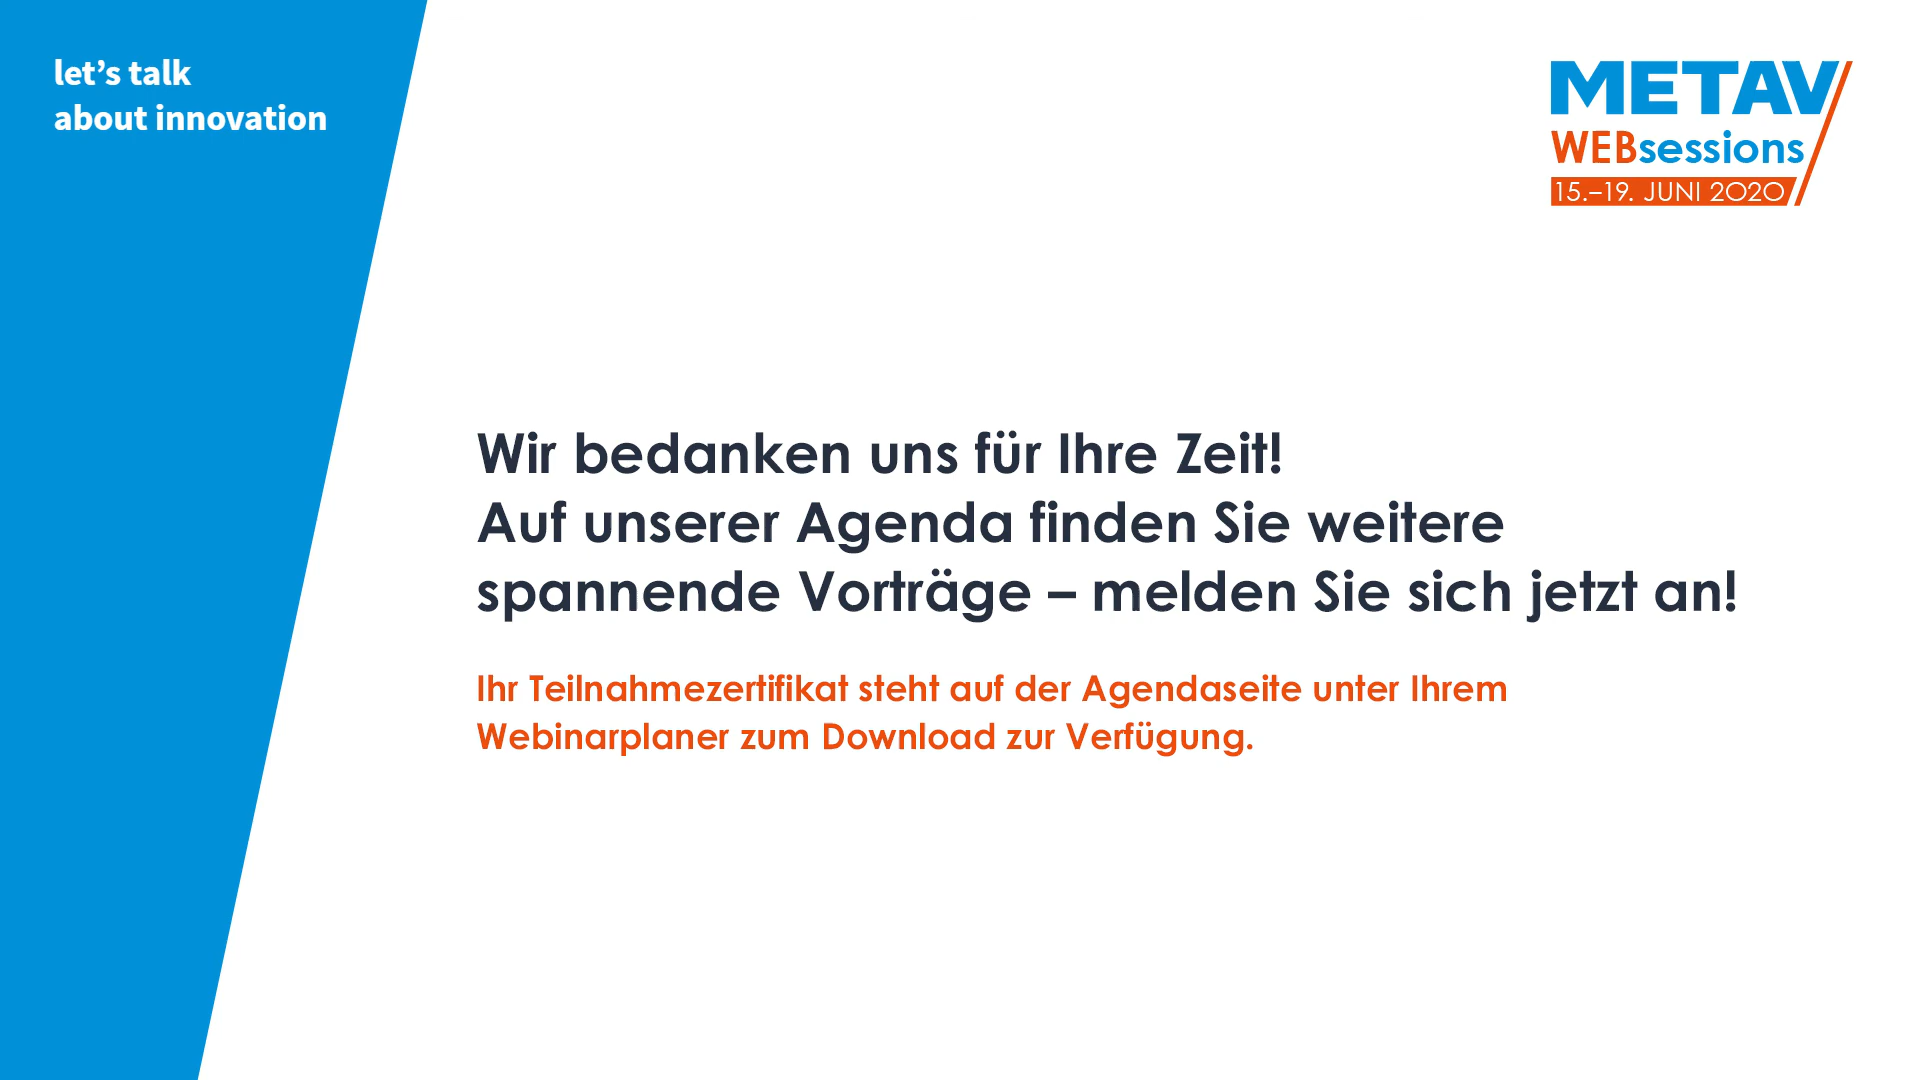 let’s talk
about innovation
METAV
WEBsessions
15.–19. JUNI 2020
Wir bedanken uns für Ihre Zeit!
Auf unserer Agenda finden Sie weitere
spannende Vorträge – melden Sie sich jetzt an!
Ihr Teilnahmezertifikat steht auf der Agendaseite unter Ihrem
Webinarplaner zum Download zur Verfügung.